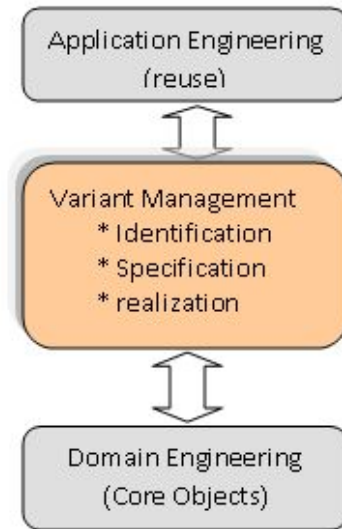 Application Engineering
(reuse)
Variant Management
* Identification
* Specification
* realization
Domain Engineering
(Core Objects)